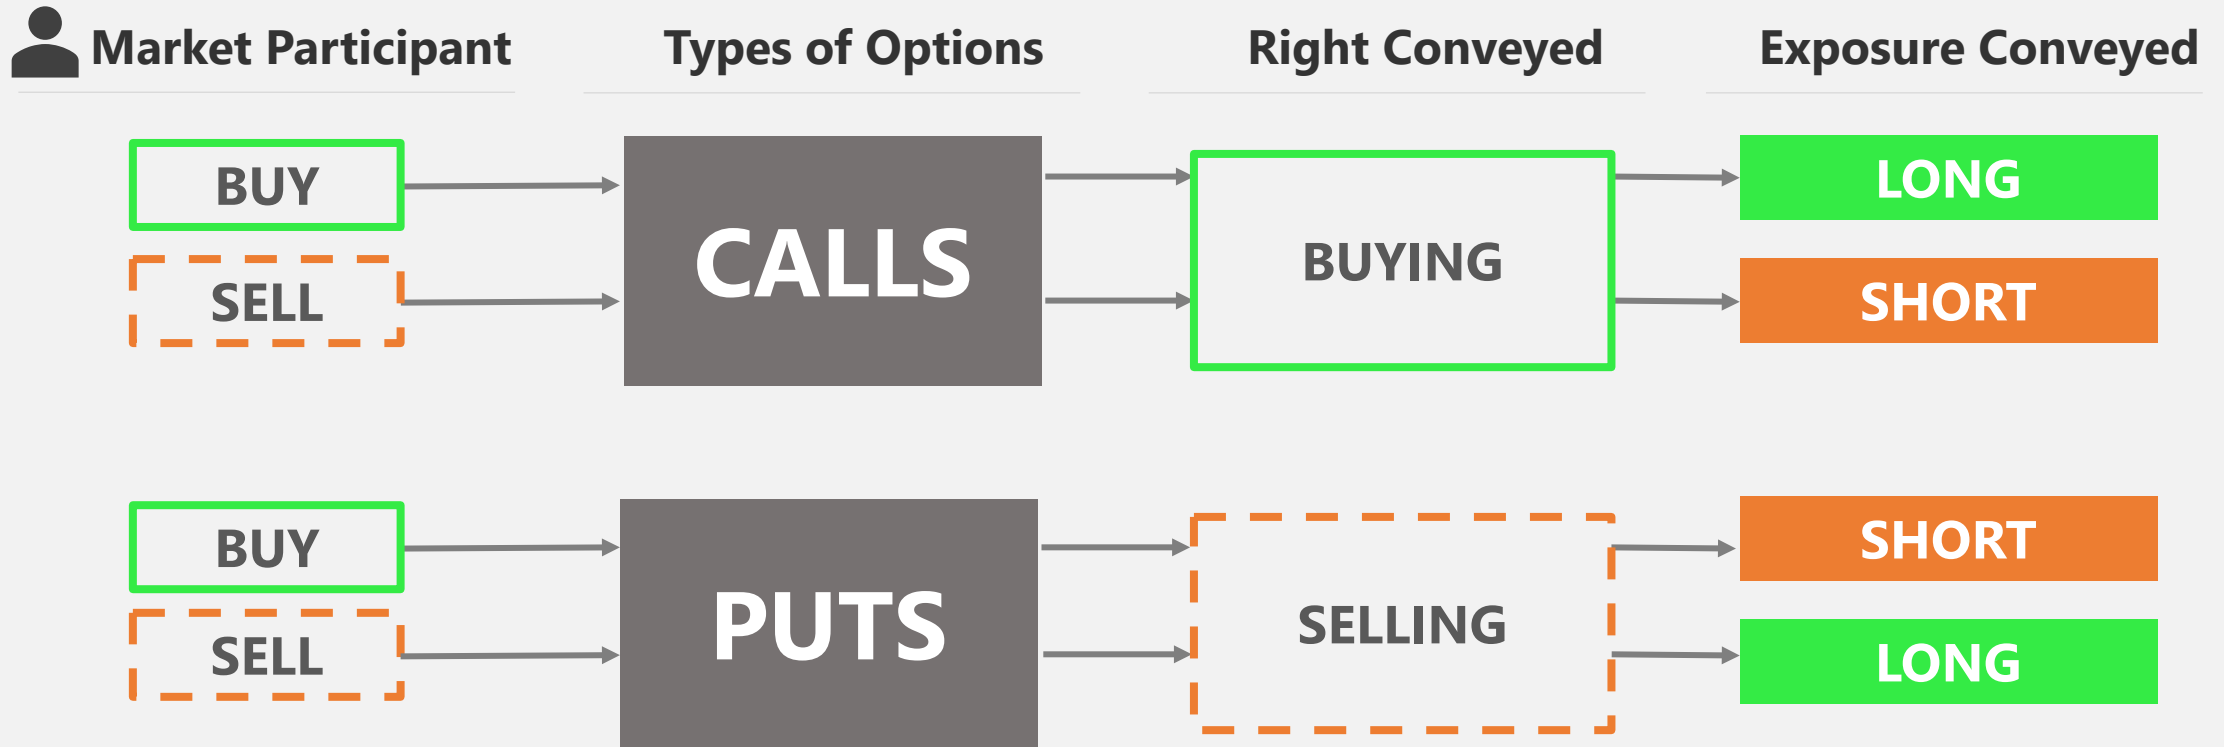 Market Participant
Types of Options
Right Conveyed
Exposure Conveyed
BUY
SELL
CALLS
BUYING
LONG
SHORT
BUY
SELL
PUTS
SELLING
SHORT
LONG